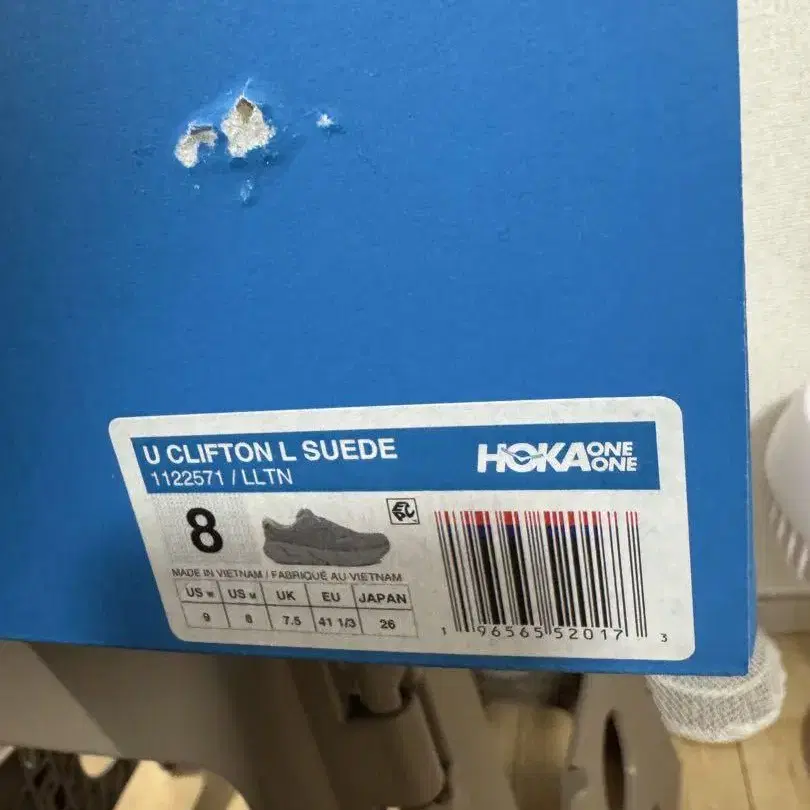 U CLIFTON L SUEDE
1122571 / LLTN
HOKA ONE ONE
8
MADE IN VIETNAM / FABRIQUÉ AU VIETNAM
US W US M UK EU JAPAN
9 8 7.5 41 1/3 26
1 96565 52017 3